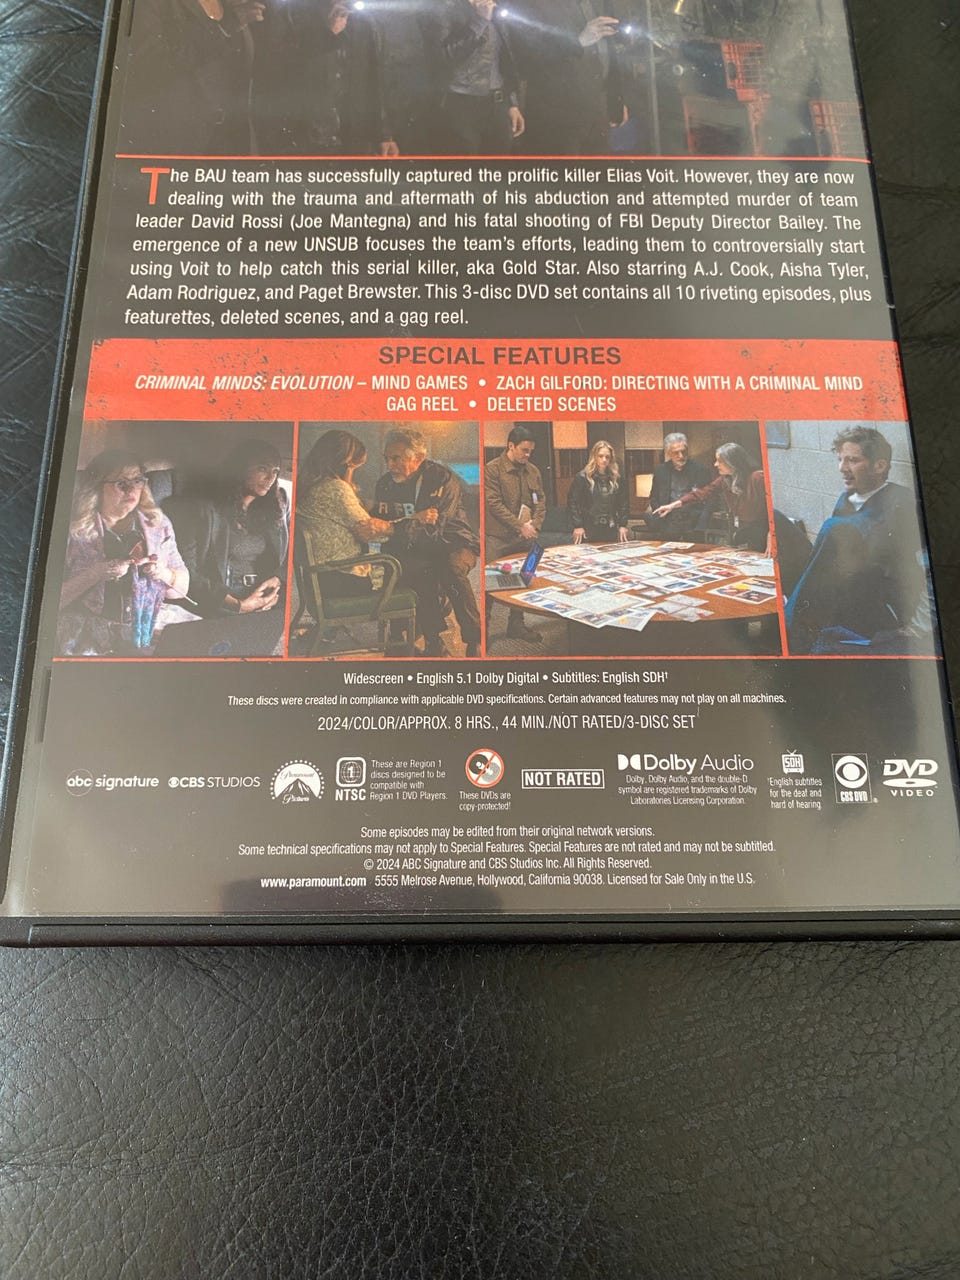 The BAU team has successfully captured the prolific killer Elias Voit. However, they are now
dealing with the trauma and aftermath of his abduction and attempted murder of team
leader David Rossi (Joe Mantegna) and his fatal shooting of FBI Deputy Director Bailey. The
emergence of a new UNSUB focuses the team's efforts, leading them to controversially start
using Voit to help catch this serial killer, aka Gold Star. Also starring A.J. Cook, Aisha Tyler,
Adam Rodriguez, and Paget Brewster. This 3-disc DVD set contains all 10 riveting episodes, plus
featurettes, deleted scenes, and a gag reel.
SPECIAL FEATURES
CRIMINAL MINDS: EVOLUTION – MIND GAMES • ZACH GILFORD: DIRECTING WITH A CRIMINAL MIND
GAG REEL • DELETED SCENES
Widescreen • English 5.1 Dolby Digital • Subtitles: English SDH†
These discs were created in compliance with applicable DVD specifications. Certain advanced features may not play on all machines.
2024/COLOR/APPROX. 8 HRS., 44 MIN./NOT RATED/3-DISC SET
abc signature
CBS STUDIOS
Paramount
Pictures
1
NTSC
These are Region 1
discs designed to be
compatible with
Region 1 DVD Players.
These DVDs are
copy-protected!
NOT RATED
Dolby Audio
Dolby, Dolby Audio, and the double-D
symbol are registered trademarks of Dolby
Laboratories Licensing Corporation.
SDH
†English subtitles
for the deaf and
hard of hearing.
CBS DVD
DVD
VIDEO
Some episodes may be edited from their original network versions.
Some technical specifications may not apply to Special Features. Special Features are not rated and may not be subtitled.
© 2024 ABC Signature and CBS Studios Inc. All Rights Reserved.
www.paramount.com 5555 Melrose Avenue, Hollywood, California 90038. Licensed for Sale Only in the U.S.